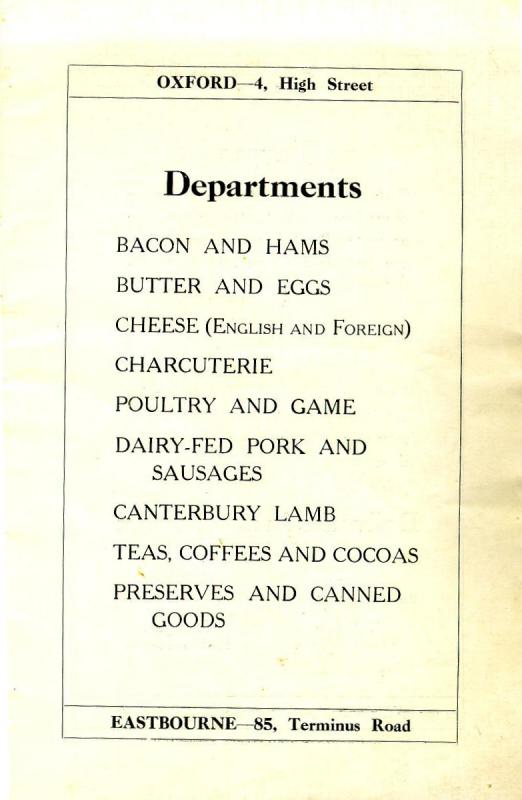 OXFORD—4, High Street
Departments
BACON AND HAMS
BUTTER AND EGGS
CHEESE (ENGLISH AND FOREIGN)
CHARCUTERIE
POULTRY AND GAME
DAIRY-FED PORK AND
SAUSAGES
CANTERBURY LAMB
TEAS, COFFEES AND COCOAS
PRESERVES AND CANNED
GOODS
EASTBOURNE—85, Terminus Road